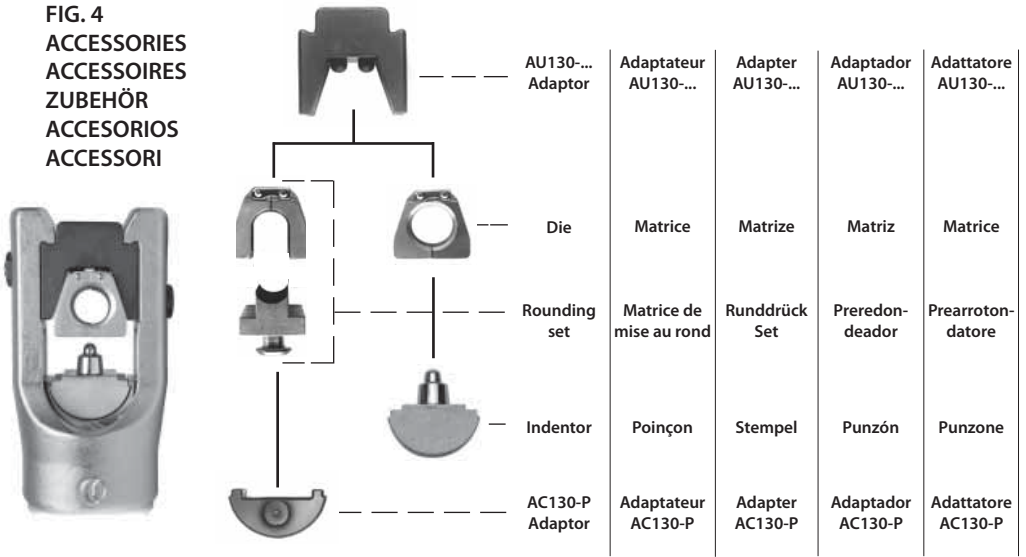 FIG. 4
ACCESSORIES
ACCESSOIRES
ZUBEHÖR
ACCESORIOS
ACCESSORI
AU130-... Adaptateur Adapter Adaptador Adattatore
Adaptor AU130-... AU130-... AU130-... AU130-...
Die Matrice Matrize Matriz Matrice
Rounding Matrice de Runddrück Preredon- Prearroton-
set mise au rond Set deador datore
Indentor Poinçon Stempel Punzón Punzone
AC130-P Adaptateur Adapter Adaptador Adattatore
Adaptor AC130-P AC130-P AC130-P AC130-P